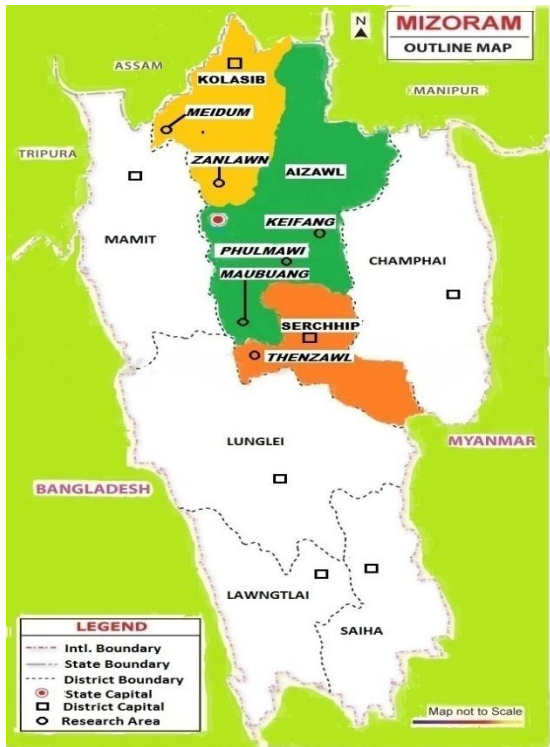 MIZORAM
OUTLINE MAP
N
ASSAM
MANIPUR
TRIPURA
KOLASIB
MEIDUM
ZANLAWN
AIZAWL
KEIFANG
MAMIT
PHULMAWI
CHAMPHAI
MAUBUANG
SERCHHIP
THENZAWL
LUNGLEI
MYANMAR
BANGLADESH
LAWNGTLAI
SAIHA
LEGEND
Intl. Boundary
State Boundary
District Boundary
State Capital
District Capital
Research Area
Map not to Scale